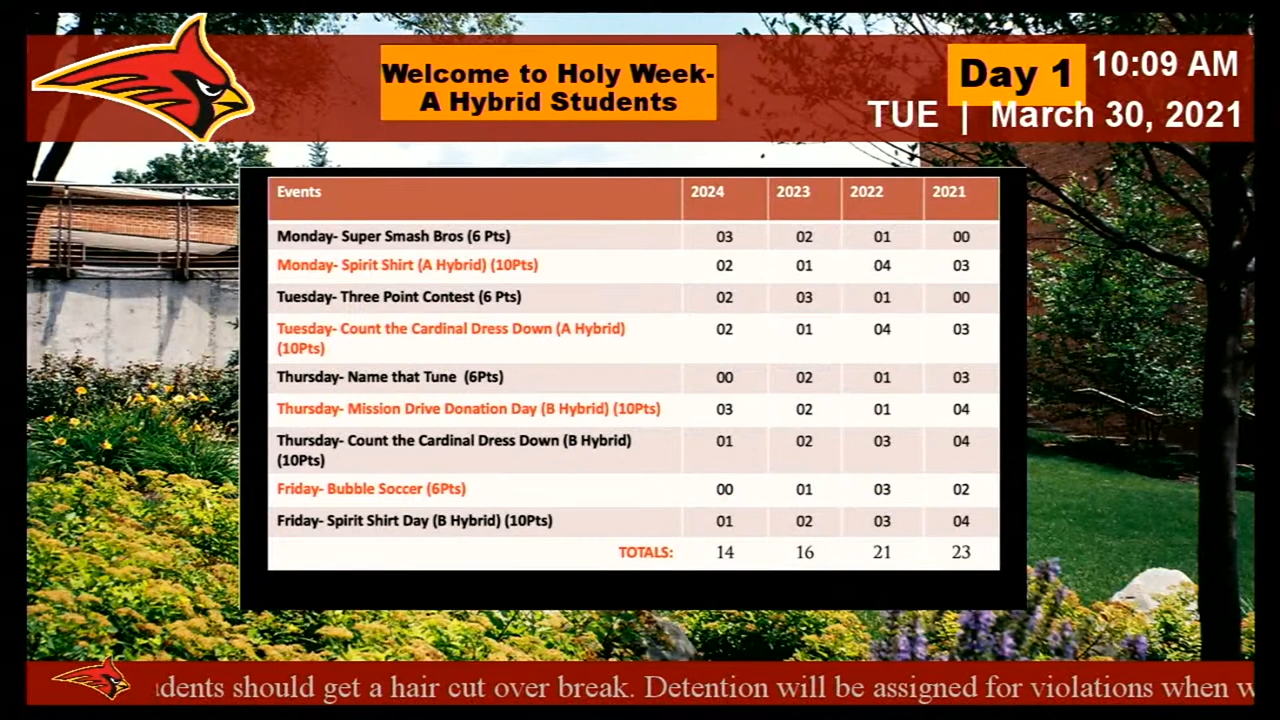 Welcome to Holy Week-
A Hybrid Students
Day 1
10:09 AM
TUE | March 30, 2021
Events 2024 2023 2022 2021
Monday- Super Smash Bros (6 Pts) 03 02 01 00
Monday- Spirit Shirt (A Hybrid) (10Pts) 02 01 04 03
Tuesday- Three Point Contest (6 Pts) 02 03 01 00
Tuesday- Count the Cardinal Dress Down (A Hybrid) 02 01 04 03
(10Pts)
Thursday- Name that Tune (6Pts) 00 02 01 03
Thursday- Mission Drive Donation Day (B Hybrid) (10Pts) 03 02 01 04
Thursday- Count the Cardinal Dress Down (B Hybrid) 01 02 03 04
(10Pts)
Friday- Bubble Soccer (6Pts) 00 01 03 02
Friday- Spirit Shirt Day (B Hybrid) (10Pts) 01 02 03 04
TOTALS: 14 16 21 23
should get a hair cut over break. Detention will be assigned for violations when